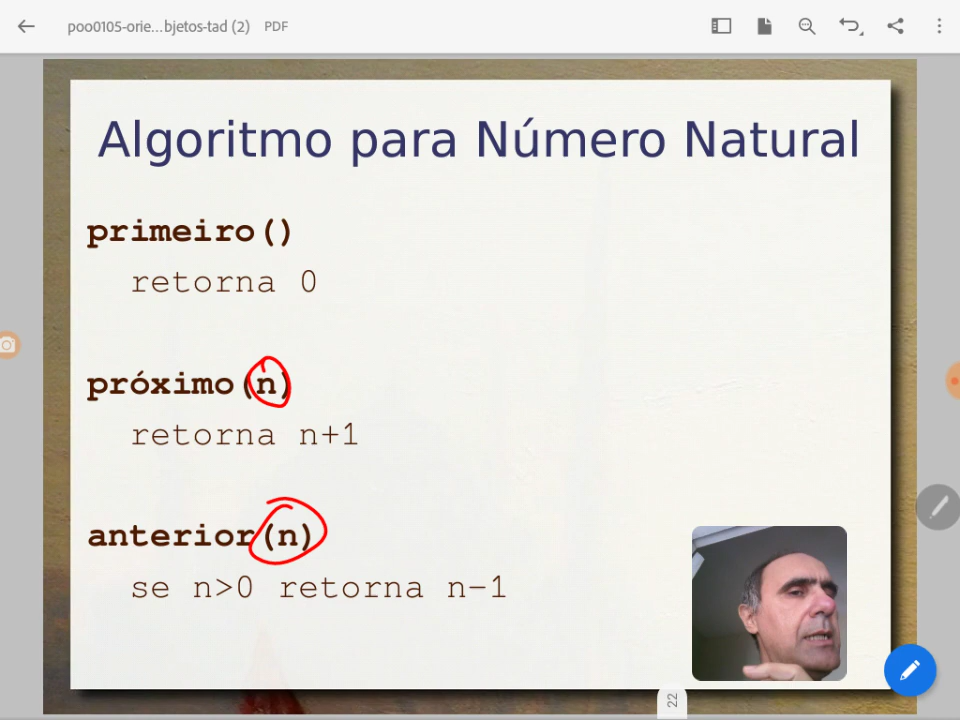 poo0105-orie...bjetos-tad (2) PDF
Algoritmo para Número Natural
primeiro()
retorna 0
próximo(n)
retorna n+1
anterior(n)
se n>0 retorna n-1
22